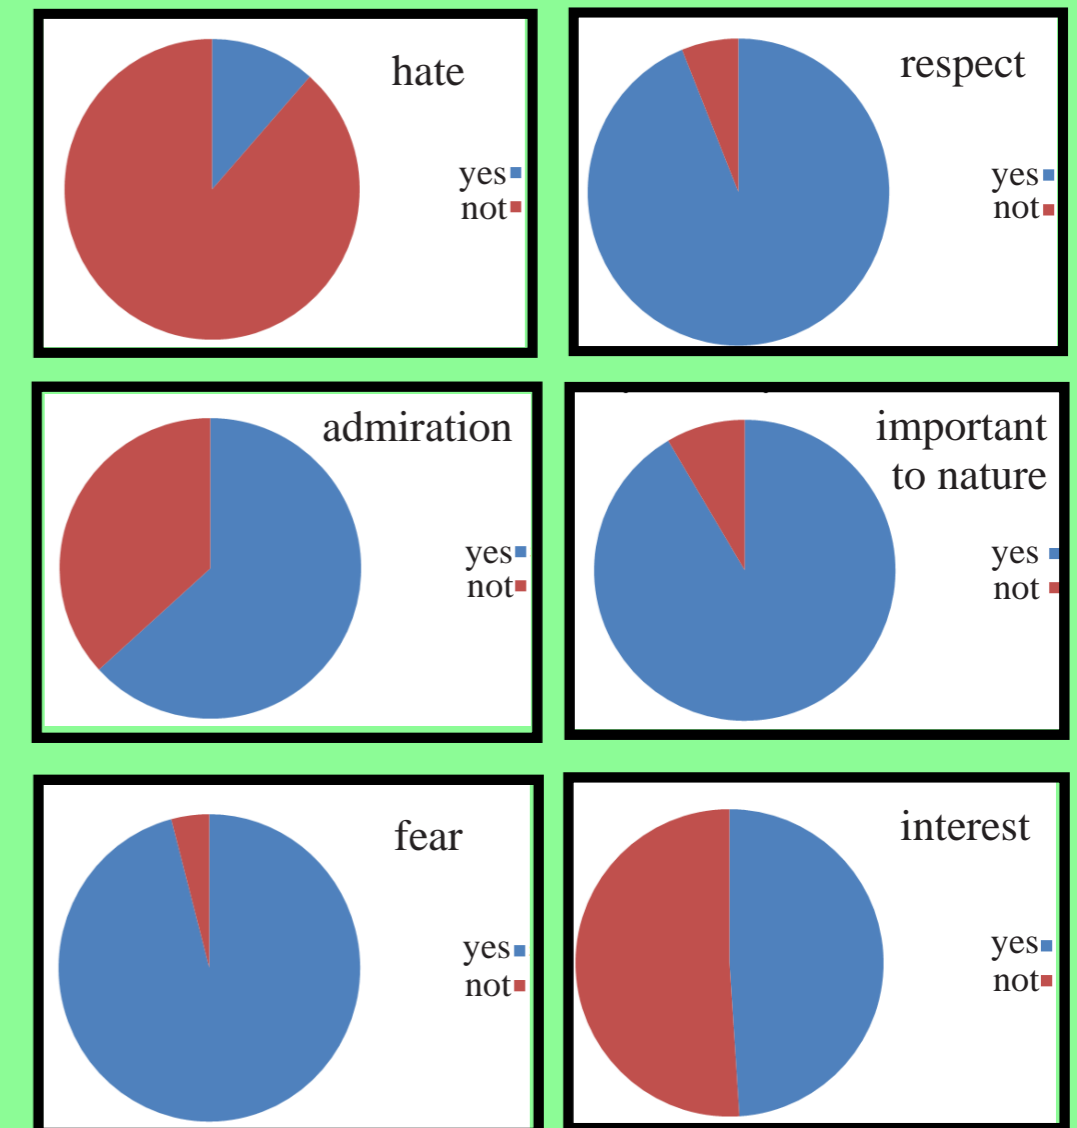 hate
yes
not
respect
yes
not
admiration
yes
not
important
to nature
yes
not
fear
yes
not
interest
yes
not